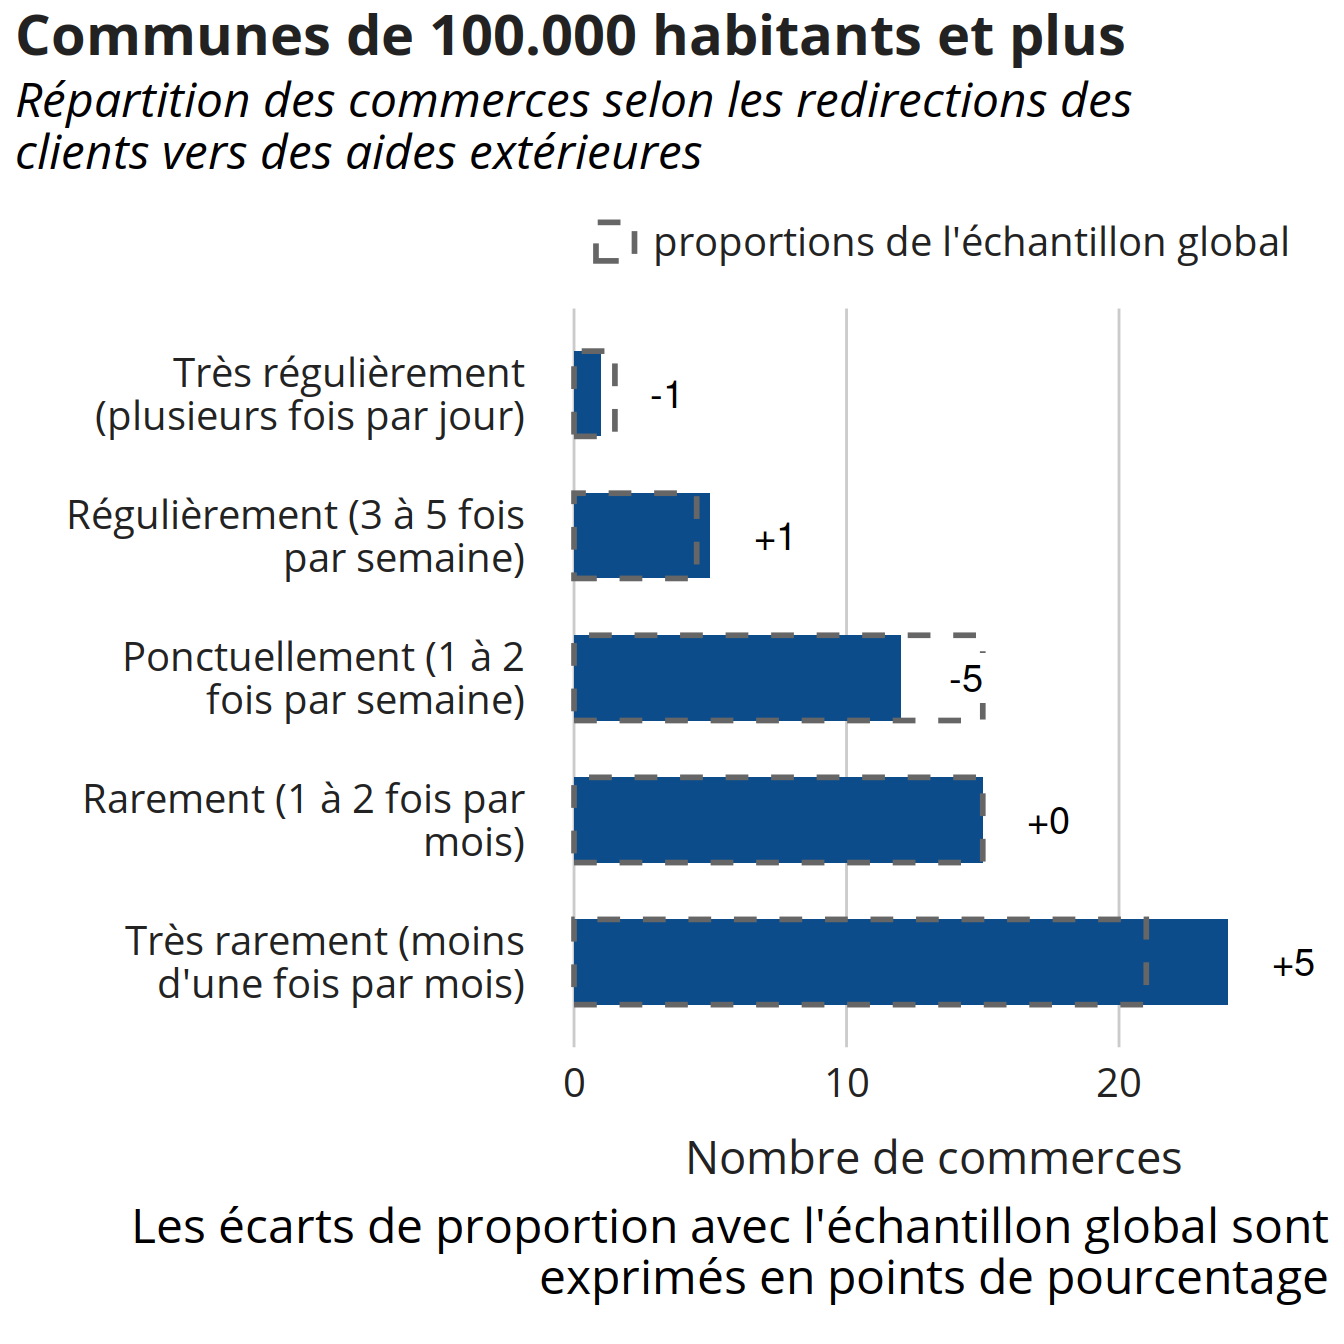 Communes de 100.000 habitants et plus
Répartition des commerces selon les redirections des
clients vers des aides extérieures
proportions de l'échantillon global
Très régulièrement
(plusieurs fois par jour)
-1
Régulièrement (3 à 5 fois
par semaine)
+1
Ponctuellement (1 à 2
fois par semaine)
-5
Rarement (1 à 2 fois par
mois)
+0
Très rarement (moins
d'une fois par mois)
+5
0 10 20
Nombre de commerces
Les écarts de proportion avec l'échantillon global sont
exprimés en points de pourcentage